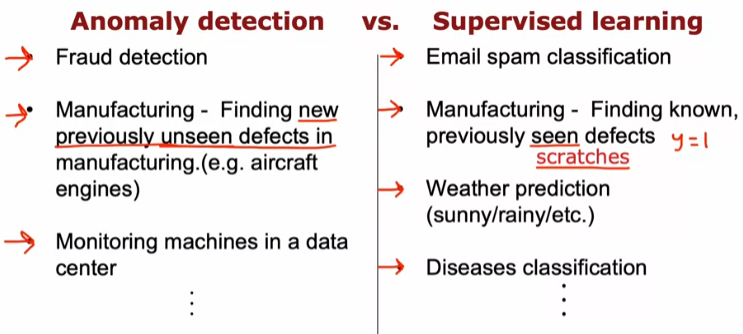 Anomaly detection vs. Supervised learning
Fraud detection
Manufacturing - Finding new
previously unseen defects in
manufacturing.(e.g. aircraft
engines)
Monitoring machines in a data
center
Email spam classification
Manufacturing - Finding known,
previously seen defects y=1
scratches
Weather prediction
(sunny/rainy/etc.)
Diseases classification